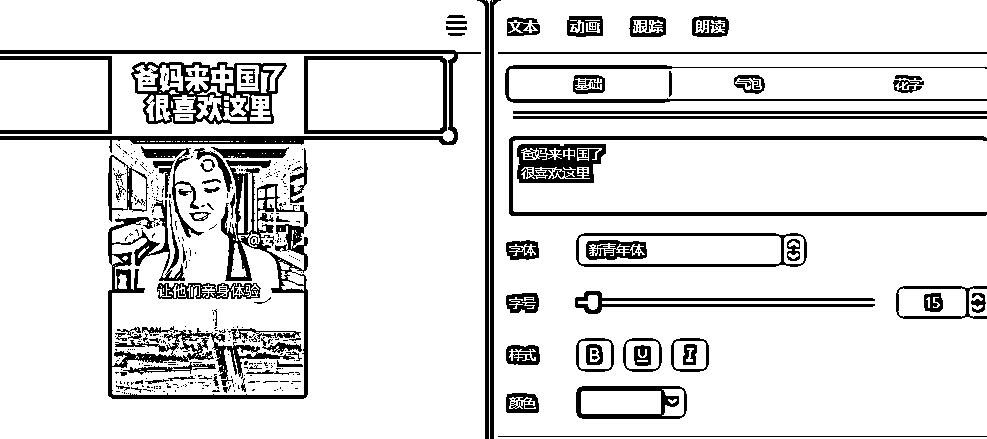 文本 动画 跟踪 朗读
爸妈来中国了
很喜欢这里
让他们亲身体验
基础 气泡 花字
爸妈来中国了
很喜欢这里
字体 新青年体
字号 15
样式 B U I
颜色